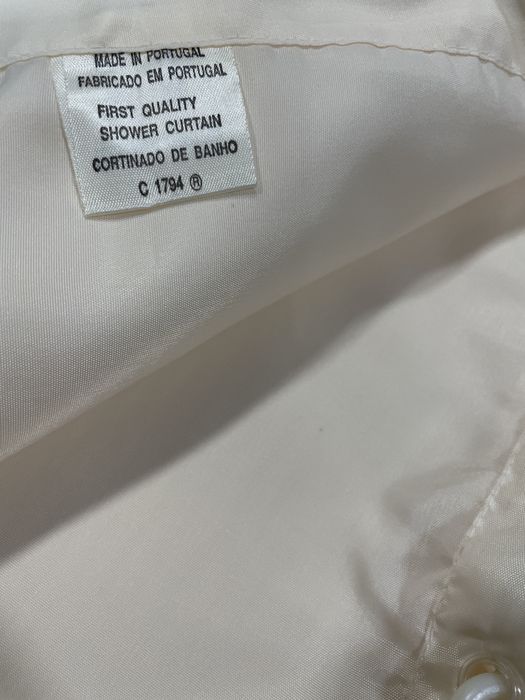 MADE IN PORTUGAL
FABRICADO EM PORTUGAL
FIRST QUALITY
SHOWER CURTAIN
CORTINADO DE BANHO
C 1794 ®